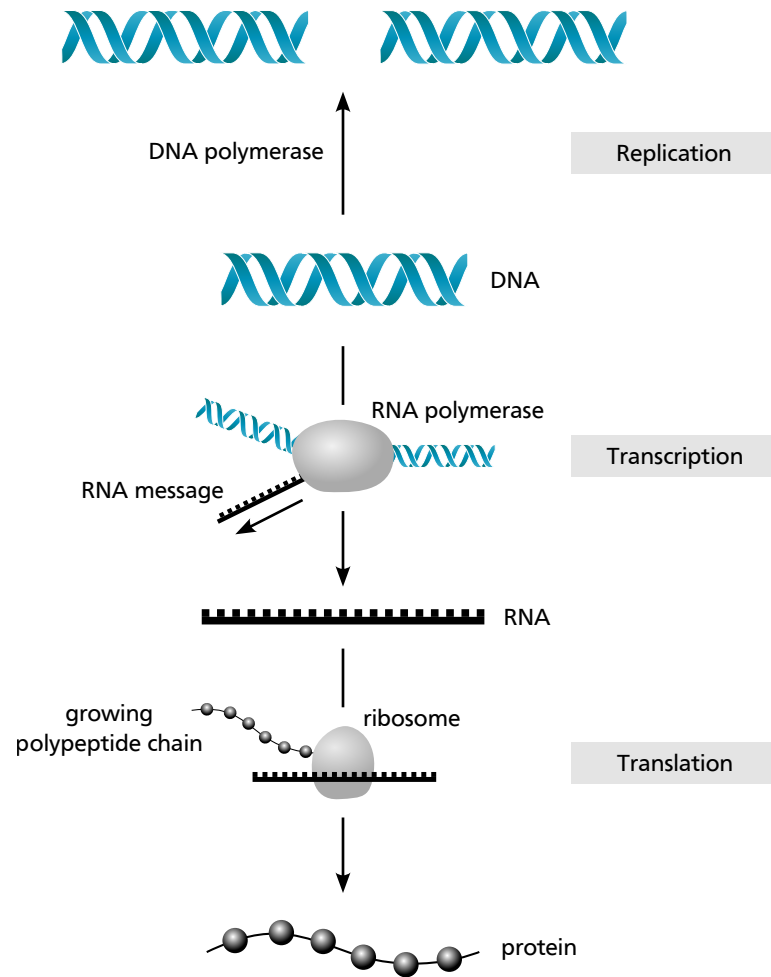 DNA polymerase
Replication
DNA
RNA polymerase
Transcription
RNA message
RNA
growing
polypeptide chain
ribosome
Translation
protein